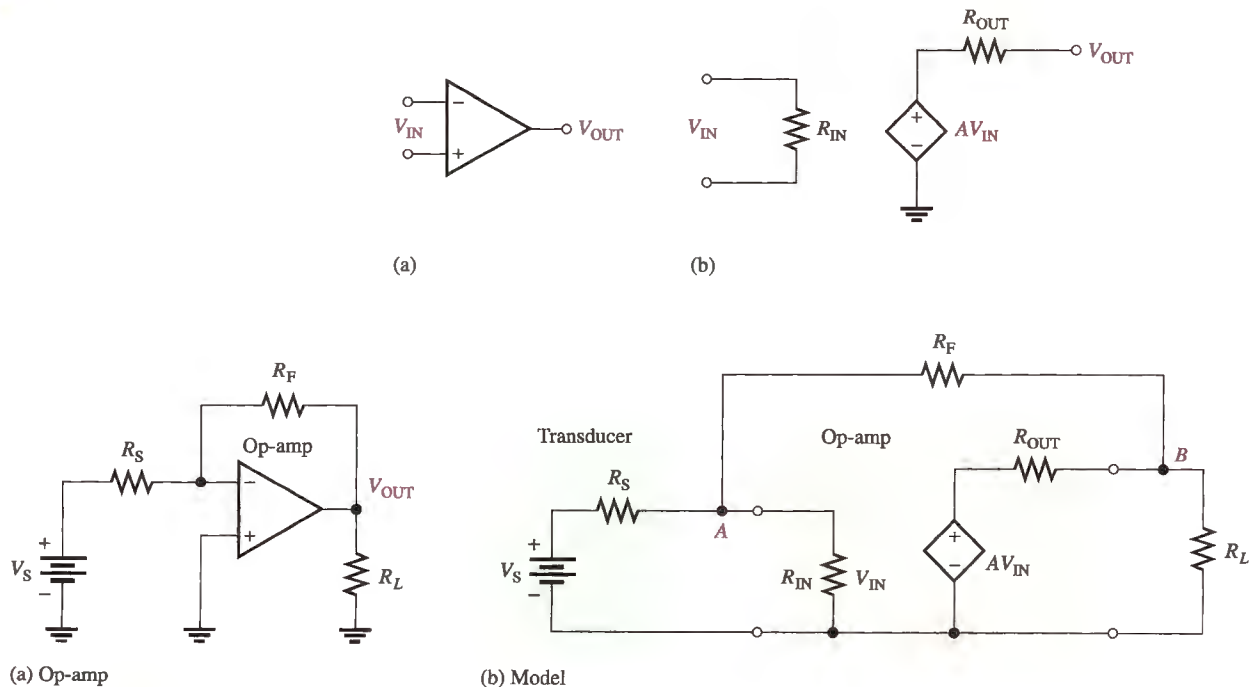 R_OUT
V_OUT
−
V_IN
+
V_OUT
V_IN
R_IN
+
−
AV_IN
(a)
(b)
R_F
Op-amp
R_S
−
+
V_OUT
+
V_S
−
R_L
(a) Op-amp
R_F
Transducer
Op-amp
R_OUT
B
R_S
A
+
V_S
−
R_IN
V_IN
+
−
AV_IN
R_L
(b) Model